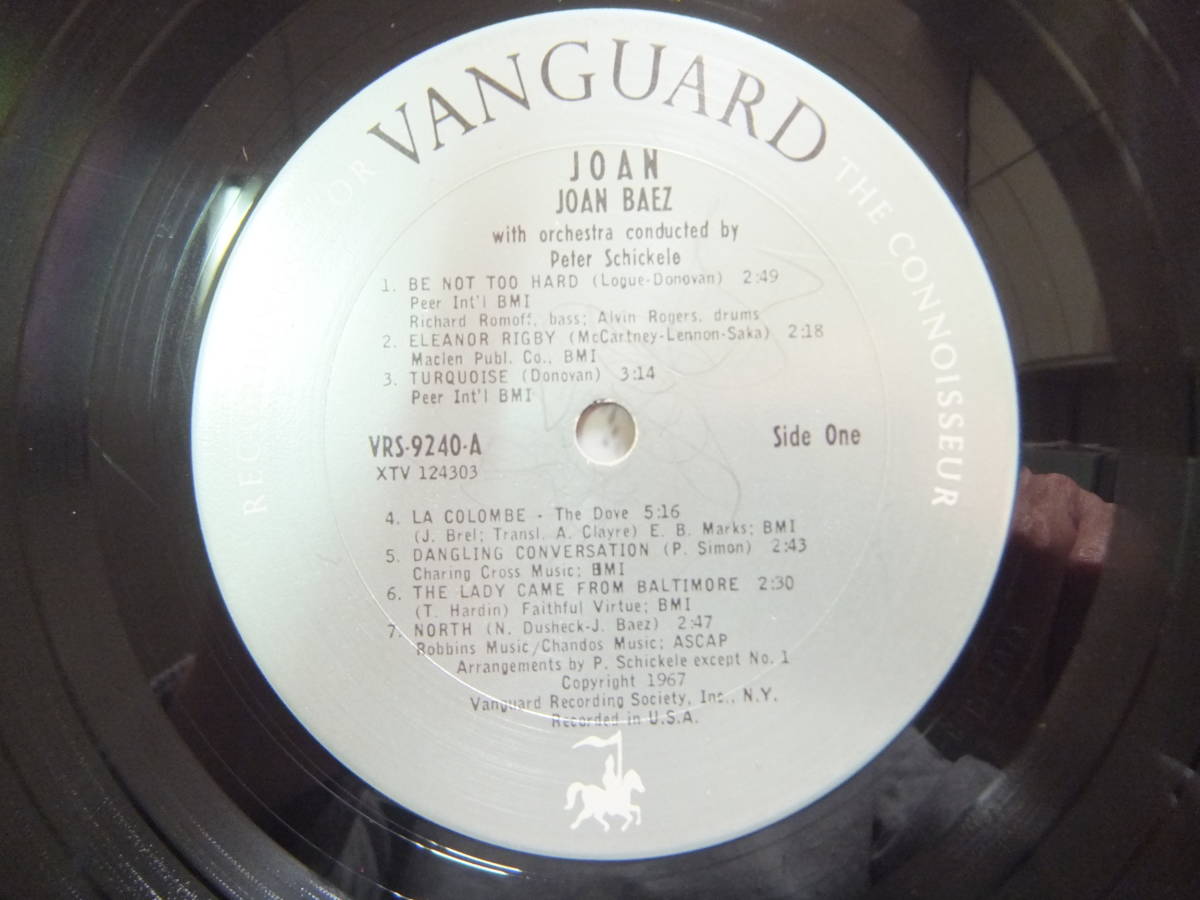 VANGUARD
RECORDINGS FOR THE CONNOISSEUR
JOAN
JOAN BAEZ
with orchestra conducted by
Peter Schickele
1. BE NOT TOO HARD (Logue-Donovan) 2:49
Peer Int'l BMI
Richard Romoff, bass; Alvin Rogers, drums
2. ELEANOR RIGBY (McCartney-Lennon-Saka) 2:18
Maclen Publ. Co., BMI
3. TURQUOISE (Donovan) 3:14
Peer Int'l BMI
VRS-9240-A
Side One
XTV 124303
4. LA COLOMBE - The Dove 5:16
(J. Brel; Transl. A. Clayre) E. B. Marks; BMI
5. DANGLING CONVERSATION (P. Simon) 2:43
Charing Cross Music; BMI
6. THE LADY CAME FROM BALTIMORE 2:30
(T. Hardin) Faithful Virtue; BMI
7. NORTH (N. Dusheck-J. Baez) 2:47
Robbins Music/Chandos Music; ASCAP
Arrangements by P. Schickele except No. 1
Copyright 1967
Vanguard Recording Society, Inc., N.Y.
Recorded in U.S.A.